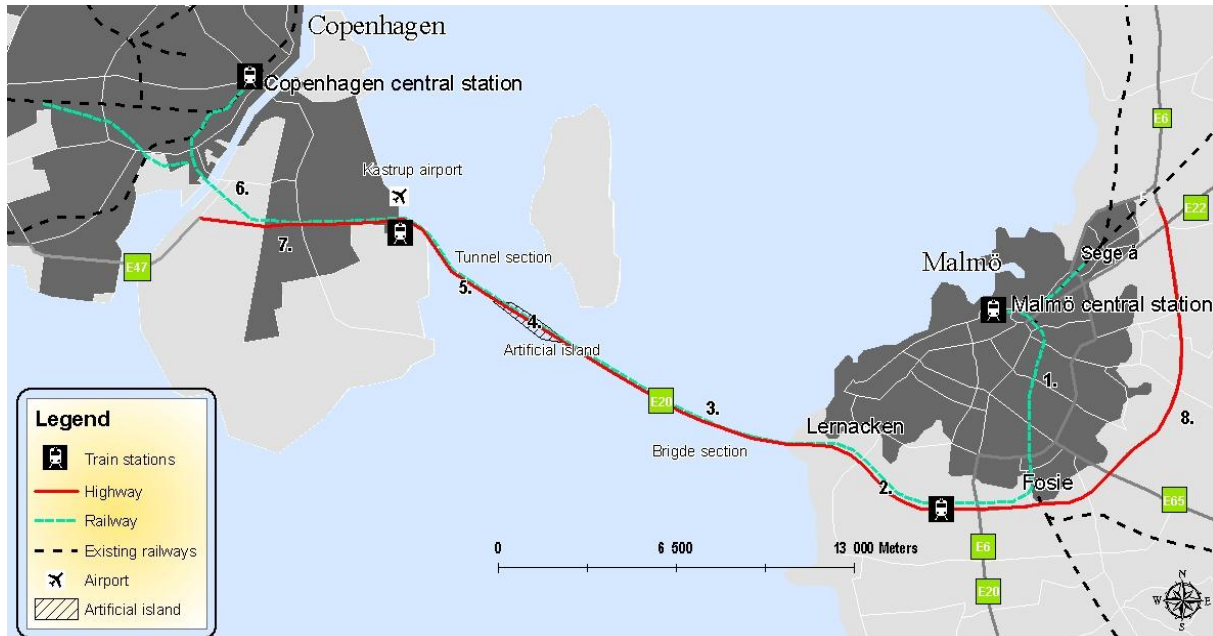 Copenhagen
Copenhagen central station
E6
6.
Kastrup airport
E22
7.
Tunnel section
Malmö
Sege å
E47
5.
4.
Malmö central station
Artificial island
1.
E20
3.
Lernacken
8.
Brigde section
2.
Fosie
E65
0 6 500 13 000 Meters
E6
E20
Legend
Train stations
Highway
Railway
Existing railways
Airport
Artificial island
N
W E
S